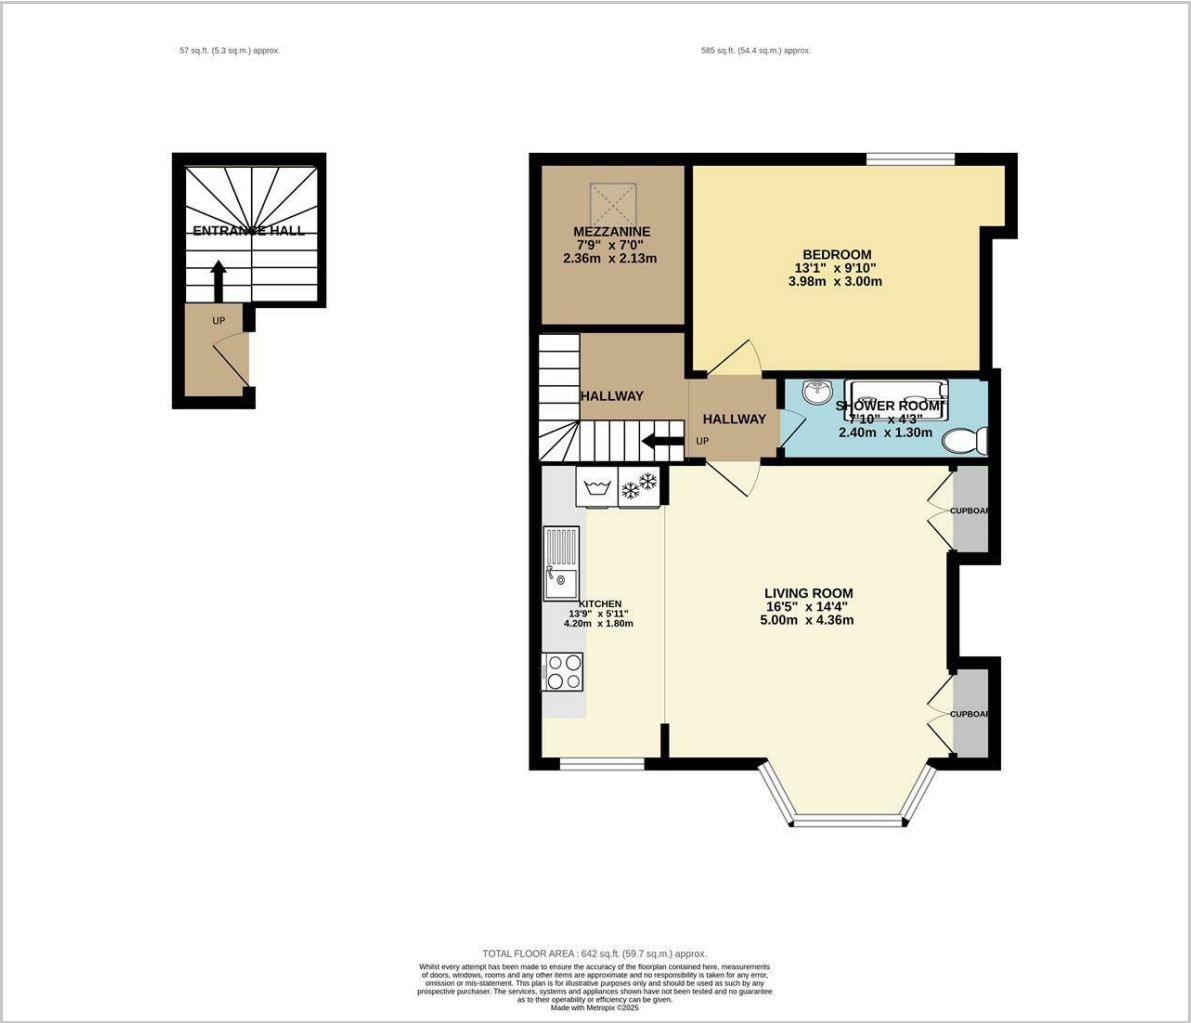 57 sq.ft. (5.3 sq.m.) approx.
585 sq.ft. (54.4 sq.m.) approx.
ENTRANCE HALL
UP
MEZZANINE
7'9" x 7'0"
2.36m x 2.13m
BEDROOM
13'1" x 9'10"
3.98m x 3.00m
HALLWAY
HALLWAY
UP
SHOWER ROOM
7'10" x 4'3"
2.40m x 1.30m
CUPBOAR
KITCHEN
13'9" x 5'11"
4.20m x 1.80m
LIVING ROOM
16'5" x 14'4"
5.00m x 4.36m
CUPBOAR
TOTAL FLOOR AREA : 642 sq.ft. (59.7 sq.m.) approx.
Whilst every attempt has been made to ensure the accuracy of the floorplan contained here, measurements
of doors, windows, rooms and any other items are approximate and no responsibility is taken for any error,
omission or mis-statement. This plan is for illustrative purposes only and should be used as such by any
prospective purchaser. The services, systems and appliances shown have not been tested and no guarantee
as to their operability or efficiency can be given.
Made with Metropix ©2025